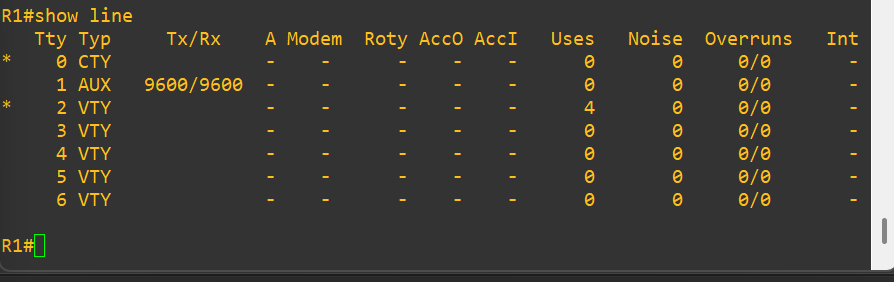 R1#show line
   Tty Typ     Tx/Rx    A Modem  Roty AccO AccI   Uses   Noise  Overruns   Int
*    0 CTY              -    -      -    -    -      0       0     0/0       -
     1 AUX   9600/9600  -    -      -    -    -      0       0     0/0       -
*    2 VTY              -    -      -    -    -      4       0     0/0       -
     3 VTY              -    -      -    -    -      0       0     0/0       -
     4 VTY              -    -      -    -    -      0       0     0/0       -
     5 VTY              -    -      -    -    -      0       0     0/0       -
     6 VTY              -    -      -    -    -      0       0     0/0       -
R1#